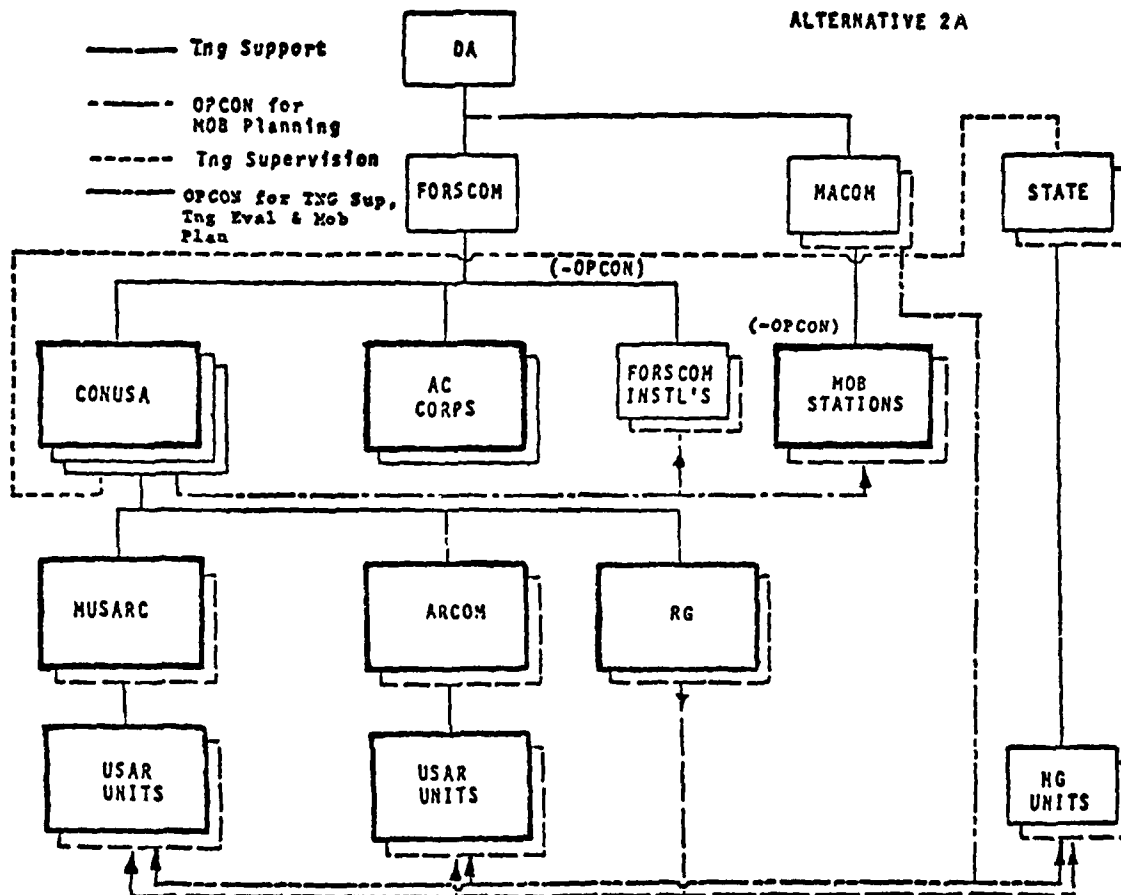 ALTERNATIVE 2A
Tng Support
OPCON for
MOB Planning
Tng Supervision
OPCON for TNG Sup,
Tng Eval & Mob
Plan
DA
FORSCOM
MACOM
STATE
(-OPCON)
(-OPCON)
CONUSA
AC
CORPS
FORSCOM
INSTL'S
MOB
STATIONS
MUSARC
ARCOM
RG
USAR
UNITS
USAR
UNITS
NG
UNITS